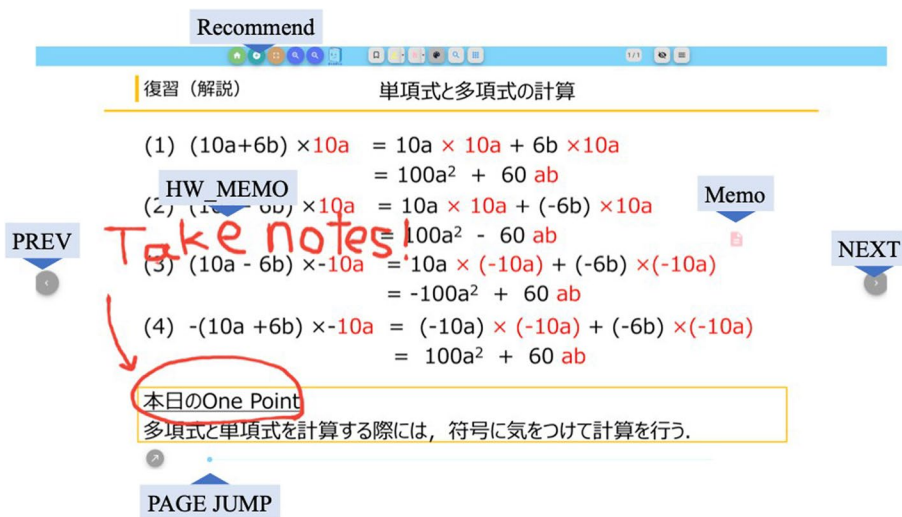 Recommend
1/1
復習（解説）
単項式と多項式の計算
(1) (10a+6b) ×10a = 10a × 10a + 6b ×10a
= 100a² + 60 ab
HW_MEMO
Memo
(2) (10a - 6b) ×10a = 10a × 10a + (-6b) ×10a
= 100a² - 60 ab
Take notes!
PREV
NEXT
(3) (10a - 6b) ×-10a = 10a × (-10a) + (-6b) ×(-10a)
= -100a² + 60 ab
(4) -(10a +6b) ×-10a = (-10a) × (-10a) + (-6b) ×(-10a)
= 100a² + 60 ab
本日のOne Point
多項式と単項式を計算する際には，符号に気をつけて計算を行う.
PAGE JUMP